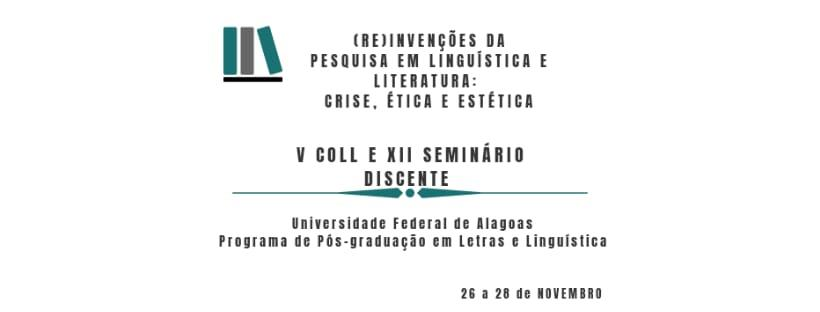 (RE)INVENÇÕES DA
PESQUISA EM LINGUÍSTICA E
LITERATURA:
CRISE, ÉTICA E ESTÉTICA
V COLL E XII SEMINÁRIO
DISCENTE
Universidade Federal de Alagoas
Programa de Pós-graduação em Letras e Linguística
26 a 28 de NOVEMBRO